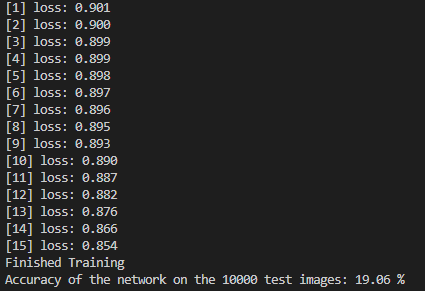 [1] loss: 0.901
[2] loss: 0.900
[3] loss: 0.899
[4] loss: 0.899
[5] loss: 0.898
[6] loss: 0.897
[7] loss: 0.896
[8] loss: 0.895
[9] loss: 0.893
[10] loss: 0.890
[11] loss: 0.887
[12] loss: 0.882
[13] loss: 0.876
[14] loss: 0.866
[15] loss: 0.854
Finished Training
Accuracy of the network on the 10000 test images: 19.06 %